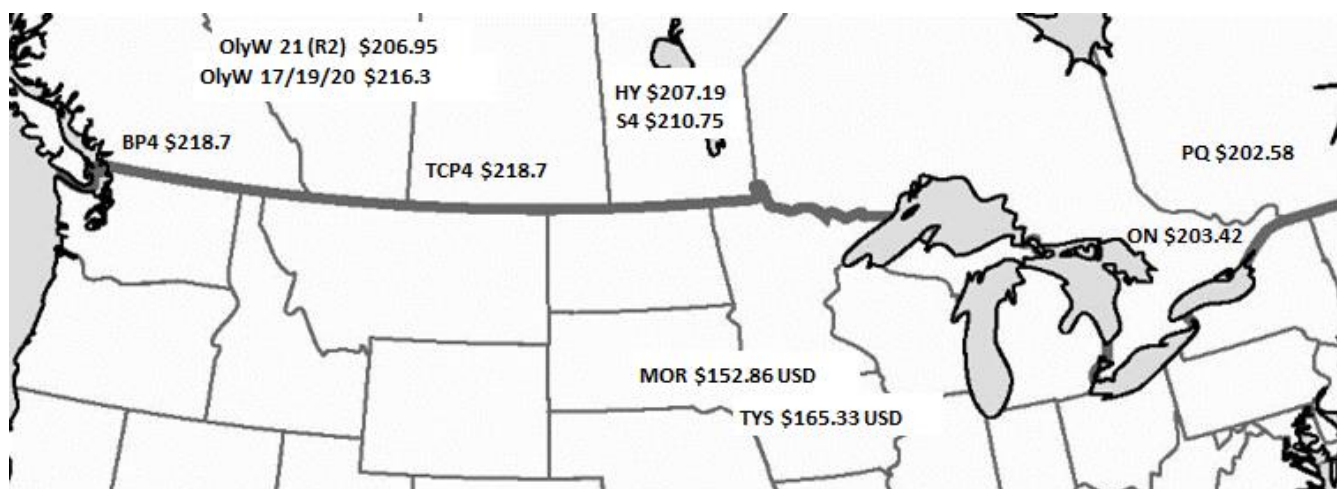 OlyW 21 (R2) $206.95
OlyW 17/19/20 $216.3
HY $207.19
S4 $210.75
BP4 $218.7
TCP4 $218.7
PQ $202.58
ON $203.42
MOR $152.86 USD
TYS $165.33 USD